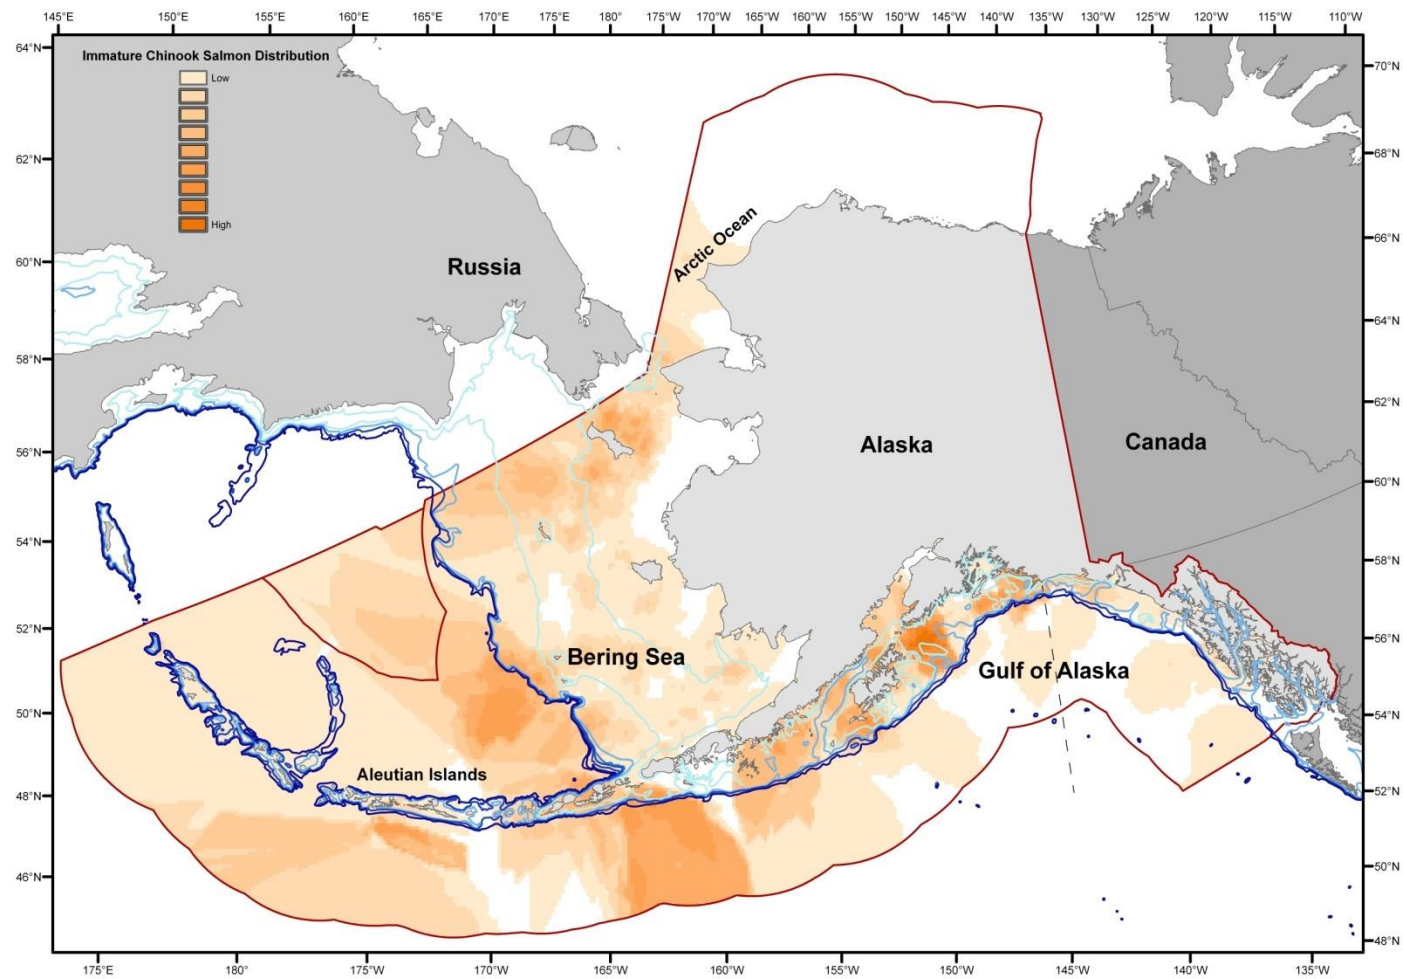 145°E 150°E 155°E 160°E 165°E 170°E 175°E 180° 175°W 170°W 165°W 160°W 155°W 150°W 145°W 140°W 135°W 130°W 125°W 120°W 115°W 110°W
64°N
Immature Chinook Salmon Distribution
70°N
Low
62°N
68°N
High
Arctic Ocean
66°N
60°N
Russia
64°N
58°N
62°N
56°N
Alaska
Canada
60°N
54°N
58°N
52°N
56°N
Bering Sea
Gulf of Alaska
50°N
54°N
Aleutian Islands
48°N
52°N
50°N
46°N
48°N
175°E 180° 175°W 170°W 165°W 160°W 155°W 150°W 145°W 140°W 135°W